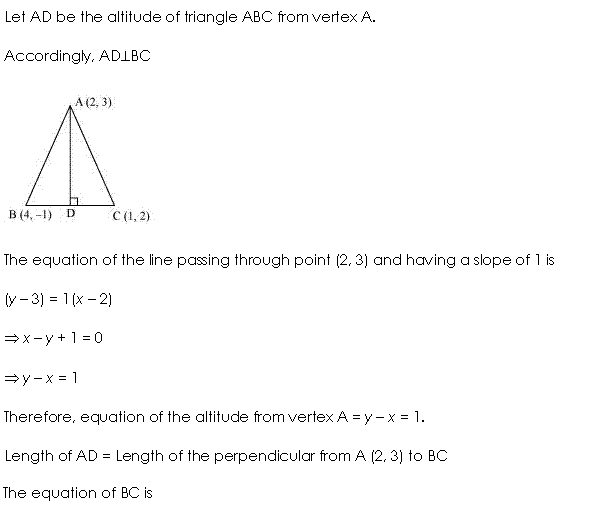 Let AD be the altitude of triangle ABC from vertex A.
Accordingly, AD⊥BC
A (2, 3)
B (4, –1) D C (1, 2)
The equation of the line passing through point (2, 3) and having a slope of 1 is
(y – 3) = 1(x – 2)
⇒ x – y + 1 = 0
⇒ y – x = 1
Therefore, equation of the altitude from vertex A = y – x = 1.
Length of AD = Length of the perpendicular from A (2, 3) to BC
The equation of BC is